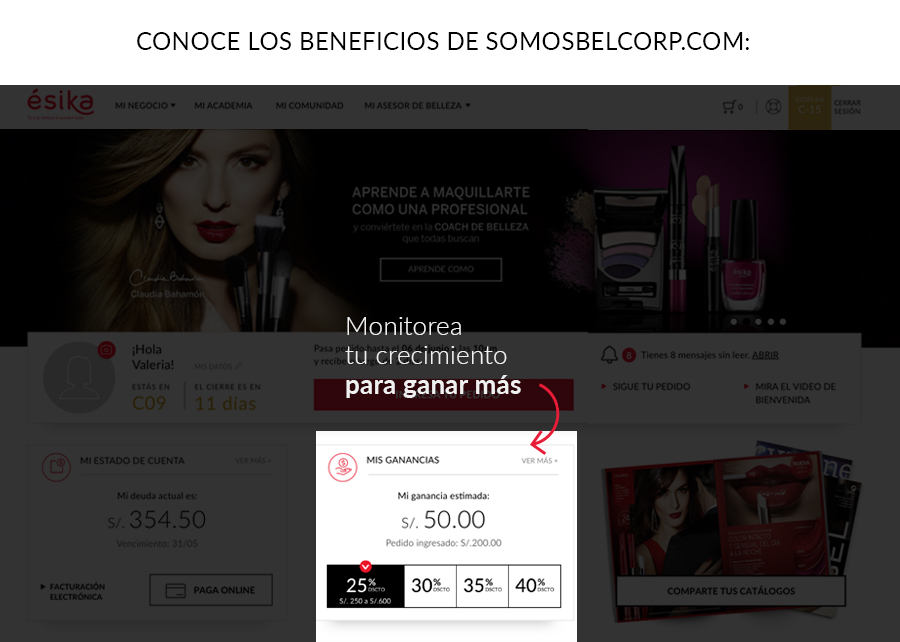 CONOCE LOS BENEFICIOS DE SOMOSBELCORP.COM:
ésika
MI NEGOCIO
MI ACADEMIA
MI COMUNIDAD
MI ASESOR DE BELLEZA
0
C-15
CERRAR
SESIÓN
APRENDE A MAQUILLARTE
COMO UNA PROFESIONAL
y conviértete en la COACH DE BELLEZA
que todas buscan
APRENDE COMO
Claudia Bahamón
Claudia Bahamón
ésika
Monitorea
tu crecimiento
para ganar más
¡Hola
Valeria!
MIS DATOS
ESTÁS EN
C09
EL CIERRE ES EN
11 días
Pasa pedido hasta el 06 de junio
8
Tienes 8 mensajes sin leer. ABRIR
SIGUE TU PEDIDO
MIRA EL VIDEO DE
BIENVENIDA
MI ESTADO DE CUENTA
VER MÁS +
Mi deuda actual es:
S/. 354.50
Vencimiento: 31/05
FACTURACIÓN
ELECTRÓNICA
PAGA ONLINE
MIS GANANCIAS
VER MÁS +
Mi ganancia estimada:
S/. 50.00
Pedido ingresado: S/.200.00
25% DSCTO
S/. 250 a S/.600
30% DSCTO
35% DSCTO
40% DSCTO
COMPARTE TUS CATÁLOGOS